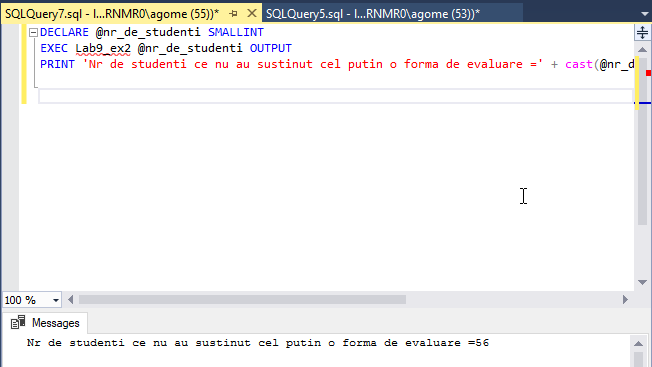 SQLQuery7.sql - I...RNMR0\agome (55))*
SQLQuery5.sql - I...RNMR0\agome (53))*
DECLARE @nr_de_studenti SMALLINT
EXEC Lab9_ex2 @nr_de_studenti OUTPUT
PRINT 'Nr de studenti ce nu au sustinut cel putin o forma de evaluare =' + cast(@nr_d
100 %
Messages
Nr de studenti ce nu au sustinut cel putin o forma de evaluare =56